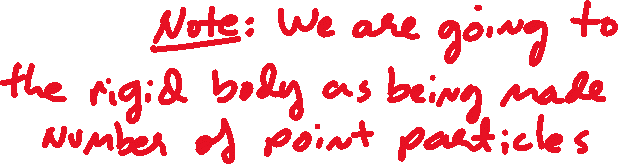 Note: We are going to
the rigid body as being made
number of point particles